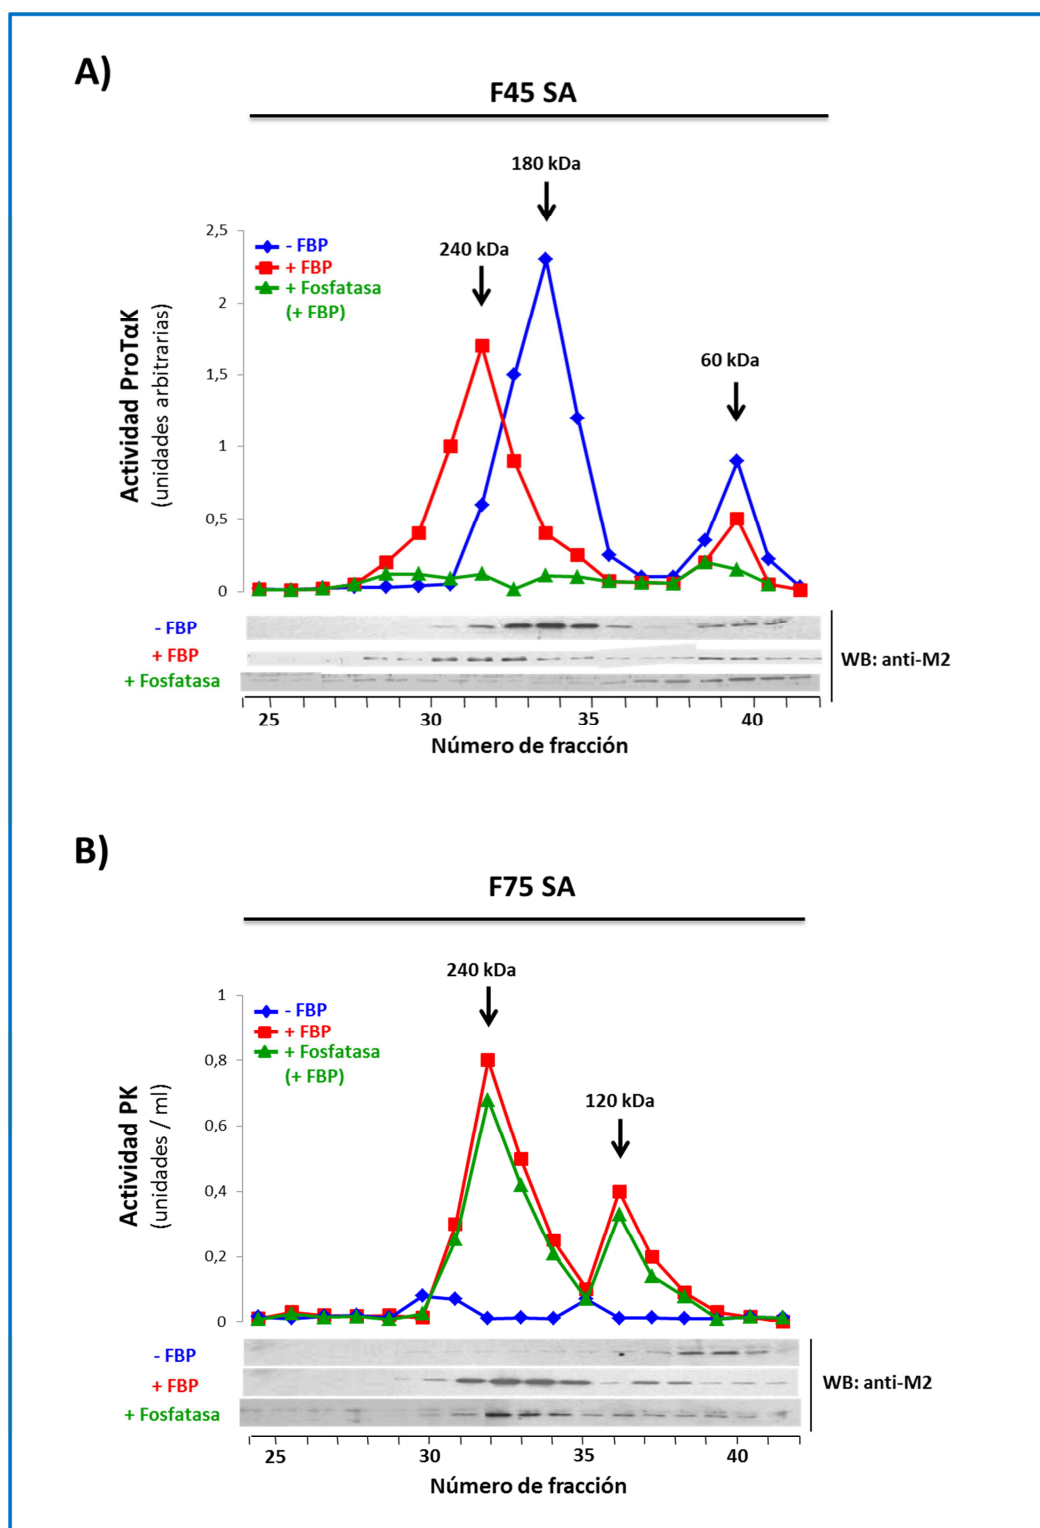 A)
F45 SA
180 kDa
240 kDa
60 kDa
- FBP
+ FBP
+ Fosfatasa
(+ FBP)
2,5
2
1,5
1
0,5
0
Actividad ProTαK
(unidades arbitrarias)
- FBP
+ FBP
+ Fosfatasa
WB: anti-M2
25 30 35 40
Número de fracción
B)
F75 SA
240 kDa
120 kDa
- FBP
+ FBP
+ Fosfatasa
(+ FBP)
1
0,8
0,6
0,4
0,2
0
Actividad PK
(unidades / ml)
- FBP
+ FBP
+ Fosfatasa
WB: anti-M2
25 30 35 40
Número de fracción